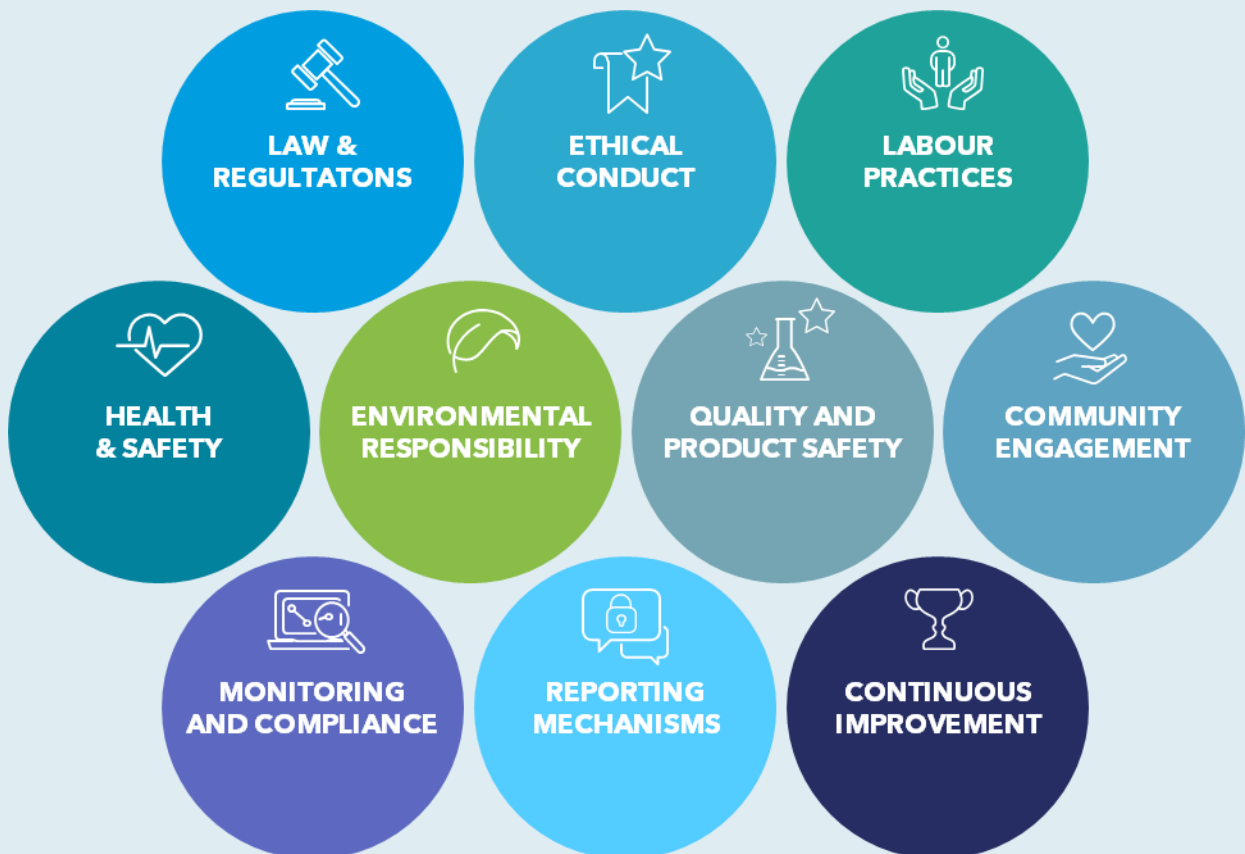 LAW &
REGULTATONS
ETHICAL
CONDUCT
LABOUR
PRACTICES
HEALTH
& SAFETY
ENVIRONMENTAL
RESPONSIBILITY
QUALITY AND
PRODUCT SAFETY
COMMUNITY
ENGAGEMENT
MONITORING
AND COMPLIANCE
REPORTING
MECHANISMS
CONTINUOUS
IMPROVEMENT